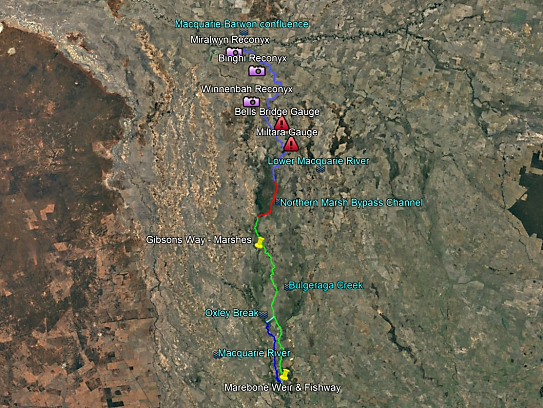 Macquarie Barwon confluence
Miralwyn Reconyx
Binghi Reconyx
Winnenbah Reconyx
Bells Bridge Gauge
Miltara Gauge
Lower Macquarie River
Northern Marsh Bypass Channel
Gibsons Way - Marshes
Bulgeraga Creek
Oxley Break
Macquarie River
Marebone Weir & Fishway